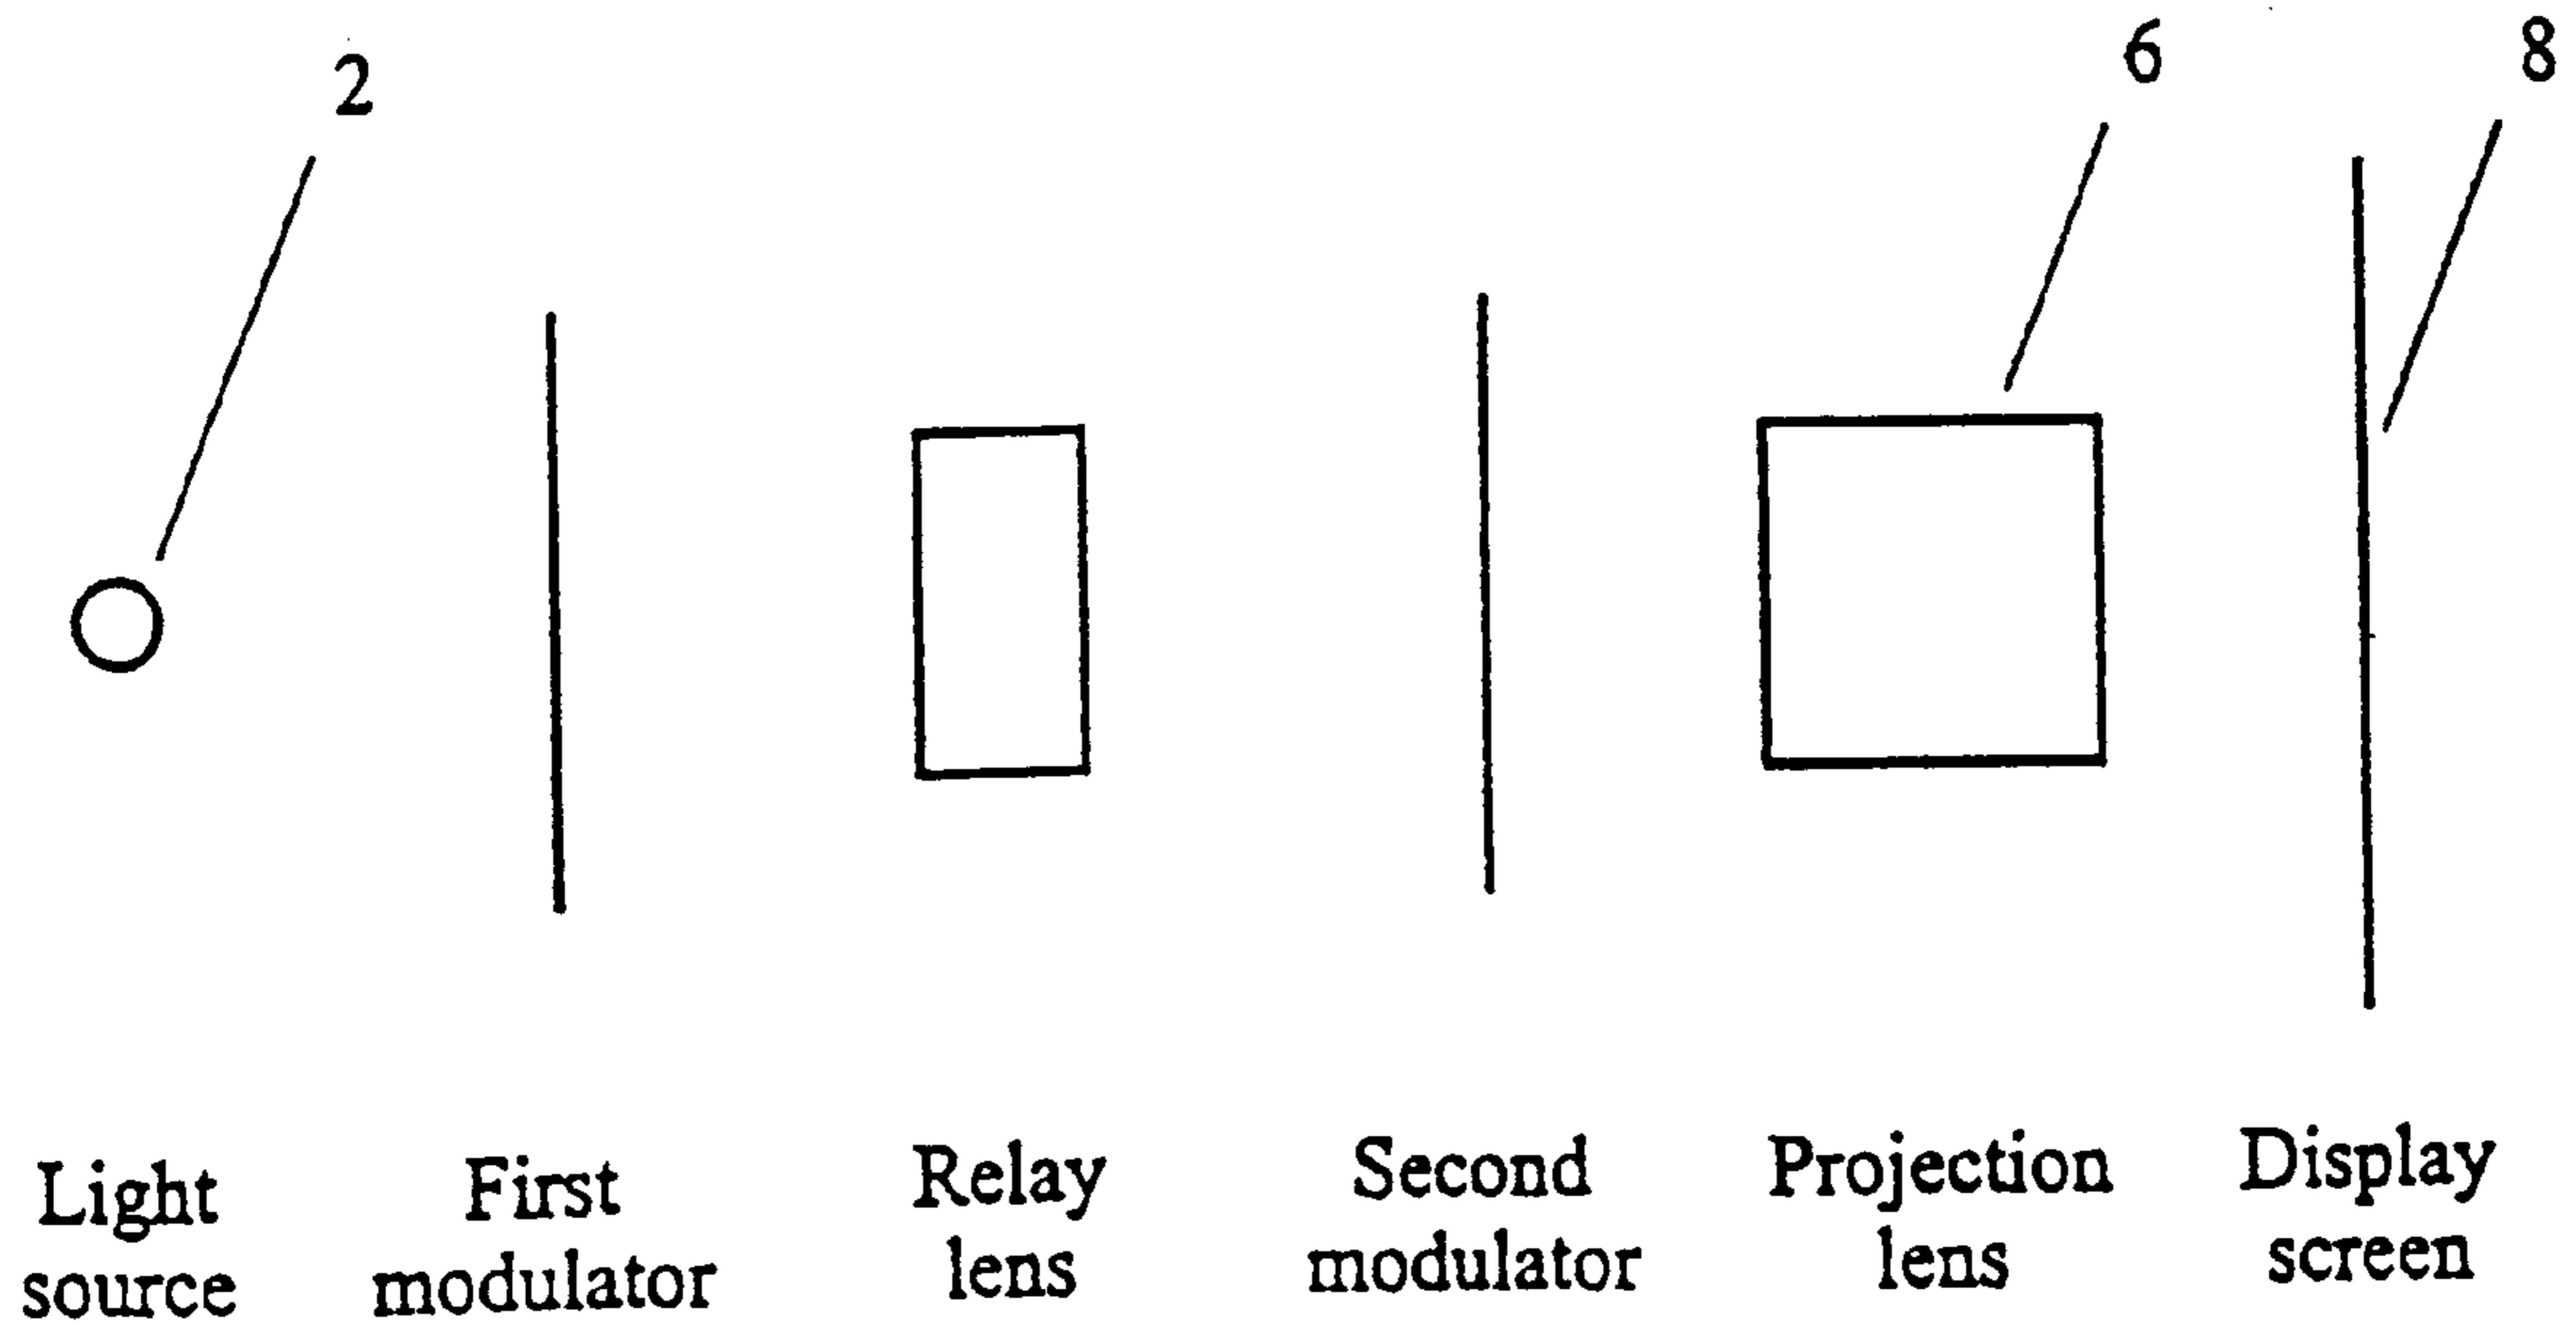 2
6
8
Light
source
First
modulator
Relay
lens
Second
modulator
Projection
lens
Display
screen